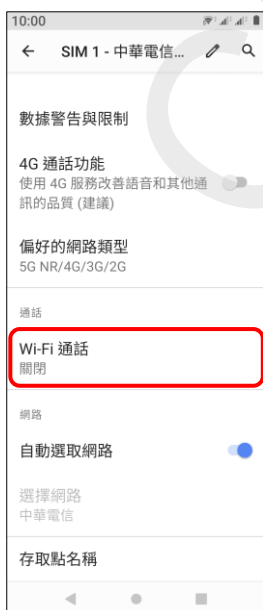 10:00
SIM 1 - 中華電信...
數據警告與限制
4G 通話功能
使用 4G 服務改善語音和其他通
訊的品質 (建議)
偏好的網路類型
5G NR/4G/3G/2G
通話
Wi-Fi 通話
關閉
網路
自動選取網路
選擇網路
中華電信
存取點名稱